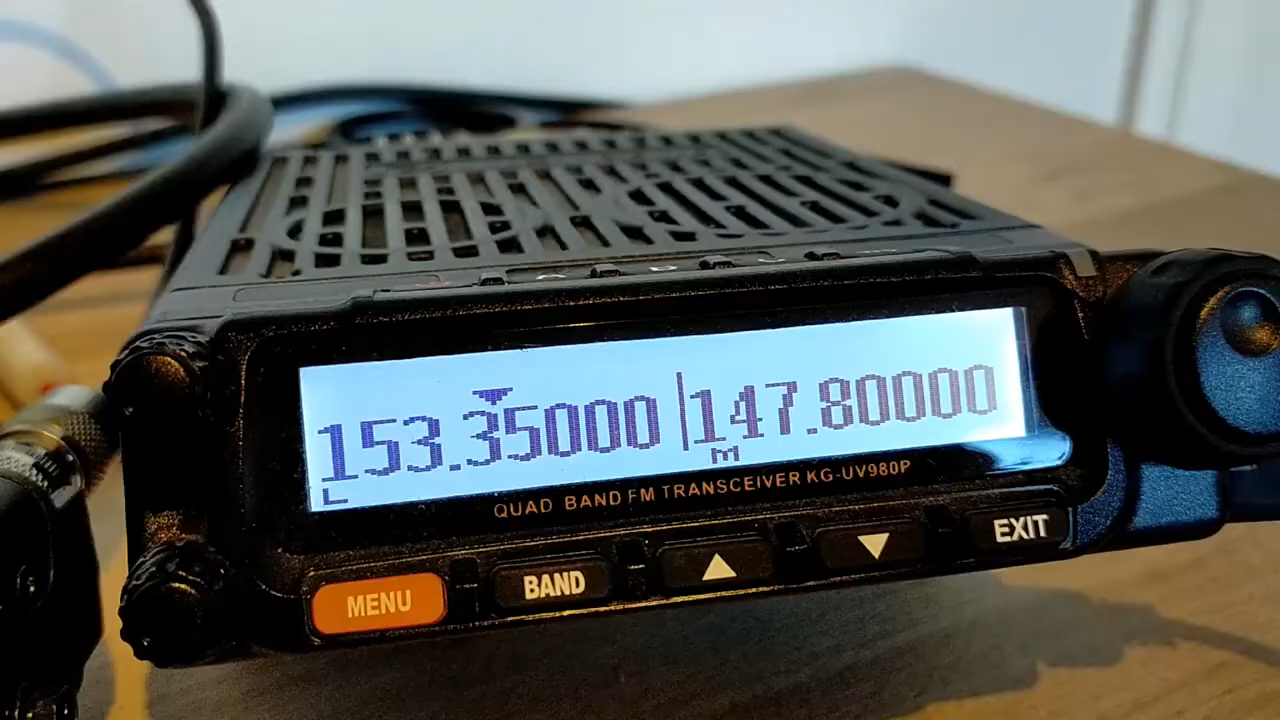 153.35000 147.80000
L M
QUAD BAND FM TRANSCEIVER KG-UV980P
MENU BAND EXIT